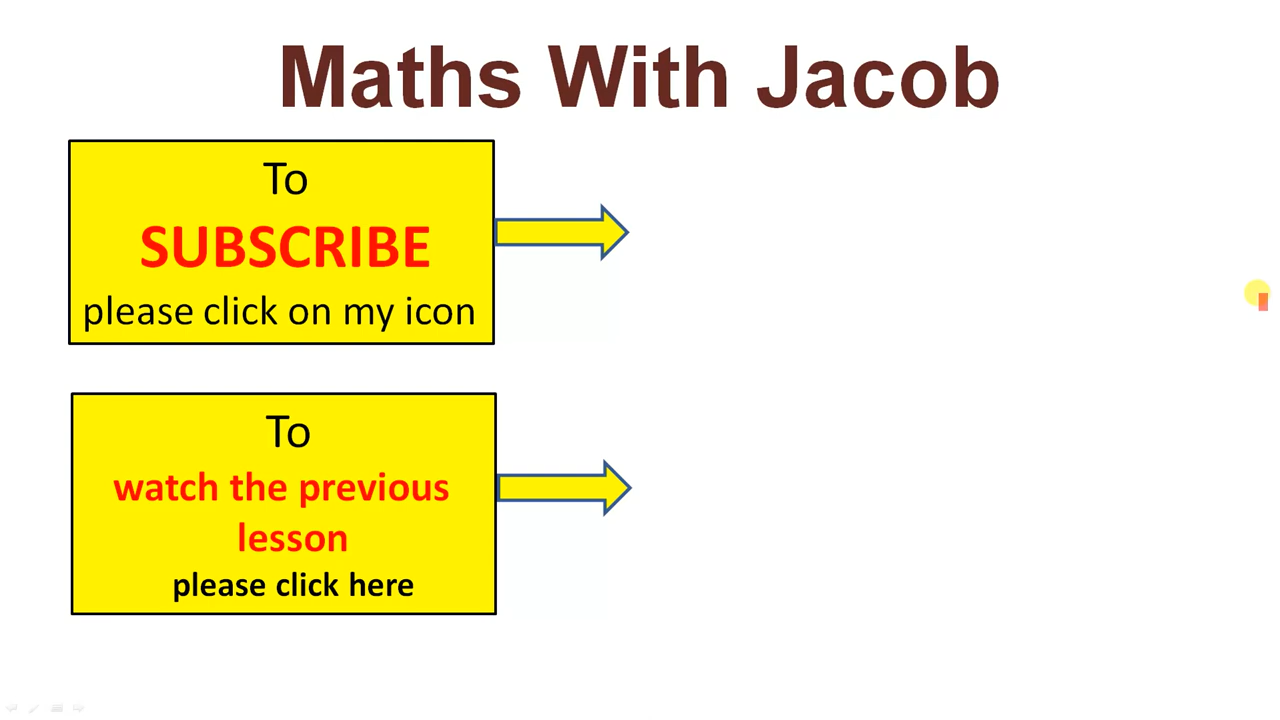 Maths With Jacob
To
SUBSCRIBE
please click on my icon
To
watch the previous
lesson
please click here